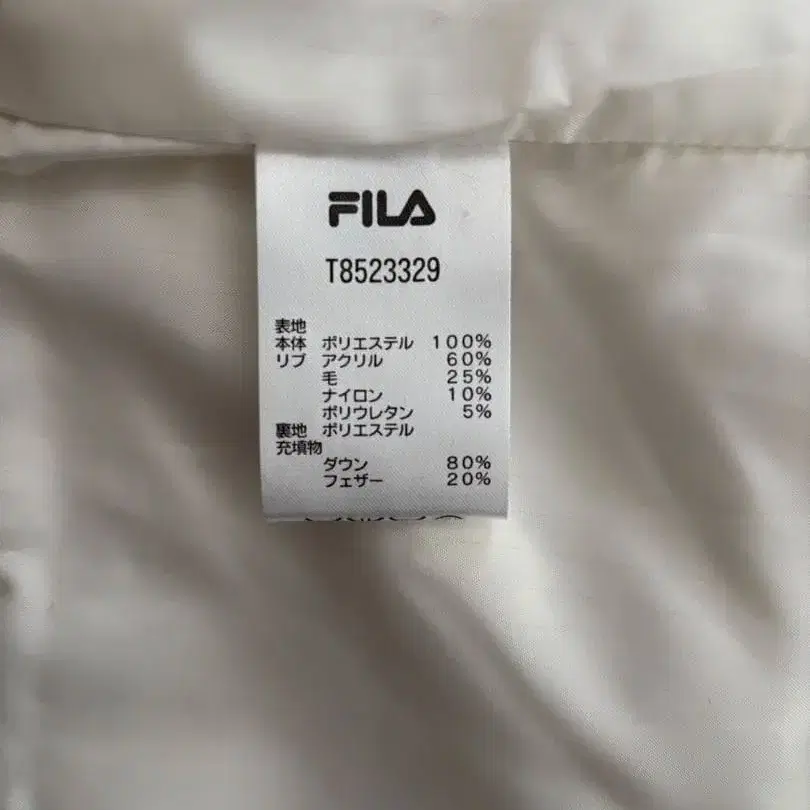 FILA
T8523329
表地
本体 ポリエステル 100%
リブ アクリル 60%
毛 25%
ナイロン 10%
ポリウレタン 5%
裏地 ポリエステル
充填物
ダウン 80%
フェザー 20%